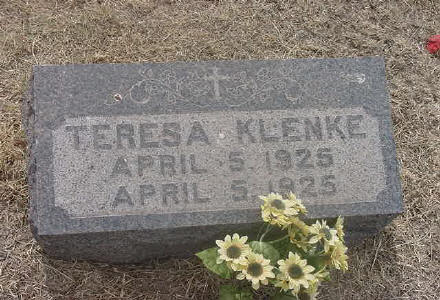 TERESA KLENKE
APRIL 5, 1925
APRIL 5, 1925